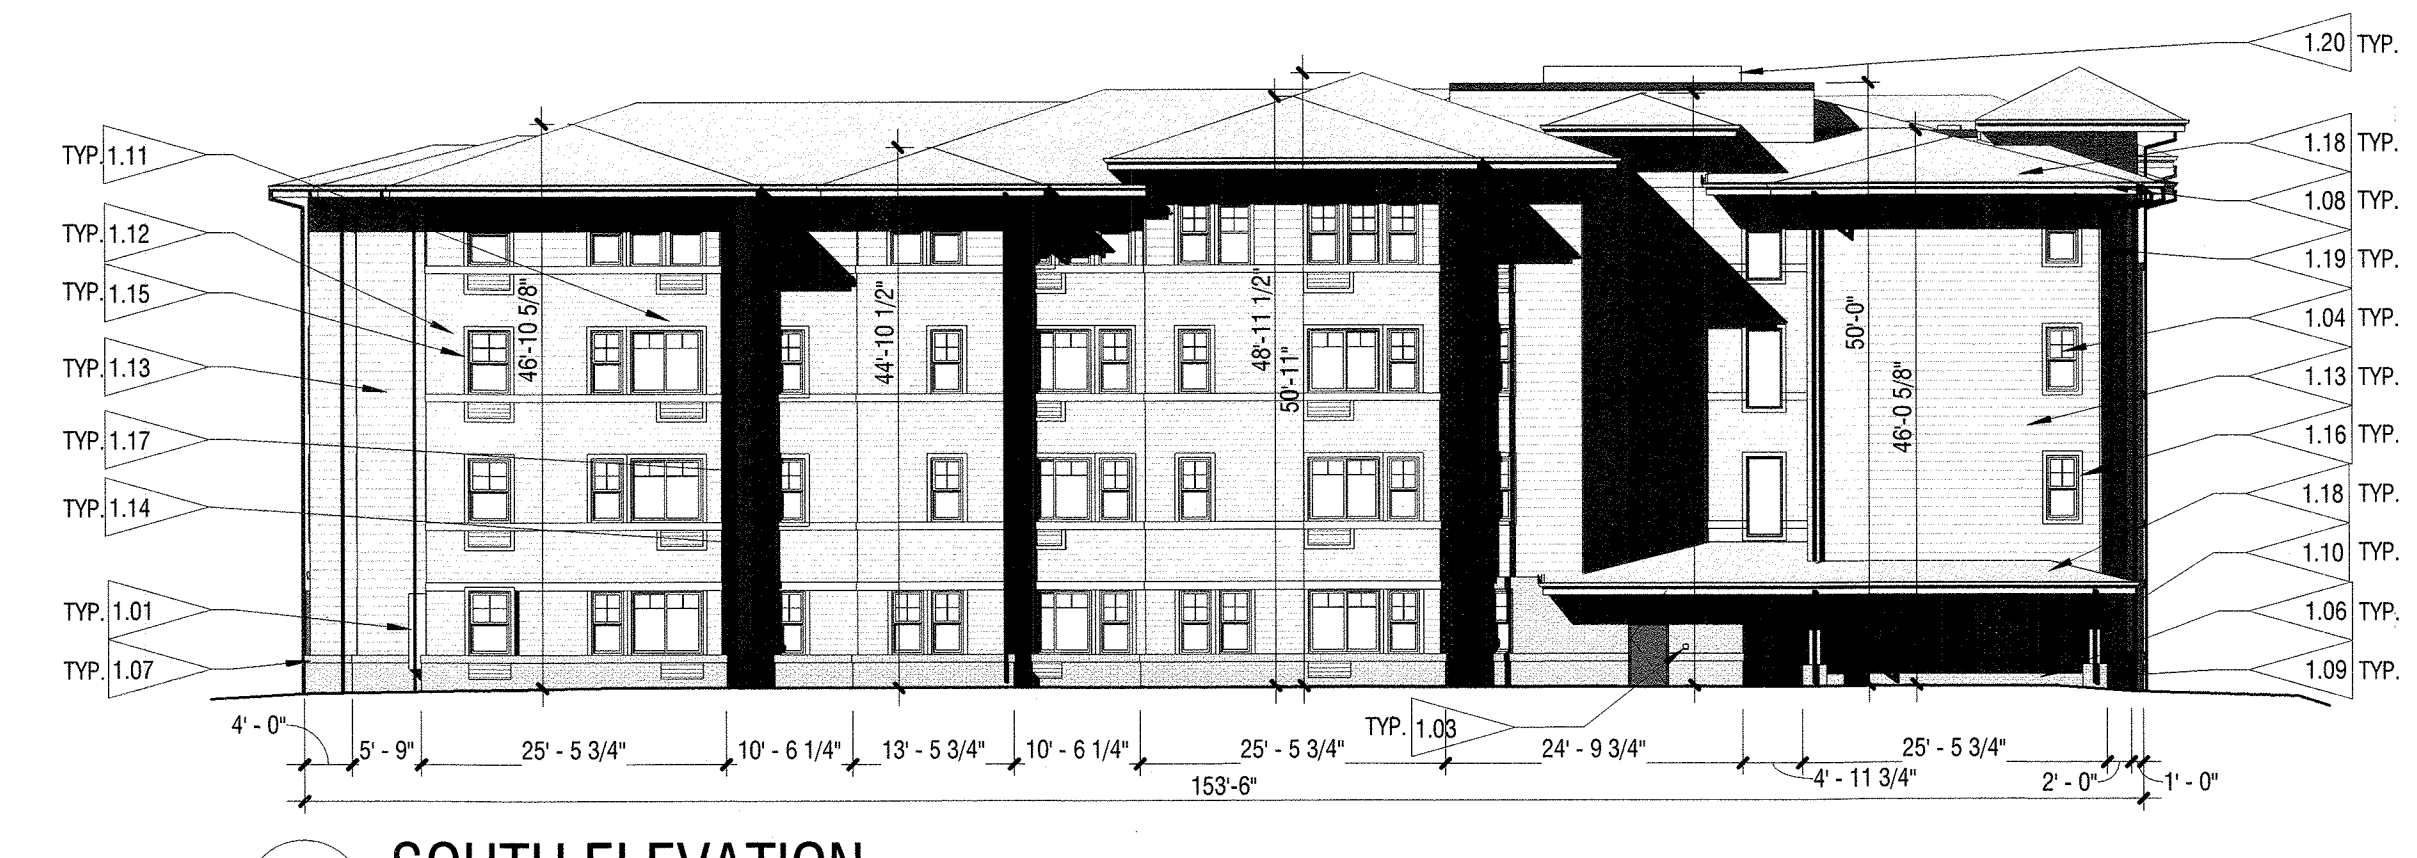 1.20 TYP.
TYP. 1.11
1.18 TYP.
1.08 TYP.
TYP. 1.12
1.19 TYP.
TYP. 1.15
1.04 TYP.
TYP. 1.13
1.13 TYP.
TYP. 1.17
1.16 TYP.
TYP. 1.14
1.18 TYP.
1.10 TYP.
TYP. 1.01
1.06 TYP.
TYP. 1.07
1.09 TYP.
46'-10 5/8"
44'-10 1/2"
48'-11 1/2"
50'-11"
50'-0"
46'-0 5/8"
TYP. 1.03
4' - 0"
5' - 9"
25' - 5 3/4"
10' - 6 1/4"
13' - 5 3/4"
10' - 6 1/4"
25' - 5 3/4"
24' - 9 3/4"
4' - 11 3/4"
25' - 5 3/4"
2' - 0"
1' - 0"
153'-6"
SOUTH ELEVATION